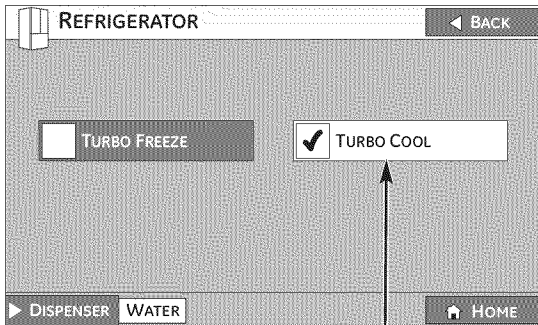 REFRIGERATOR
BACK
TURBO FREEZE
TURBO COOL
DISPENSER WATER
HOME